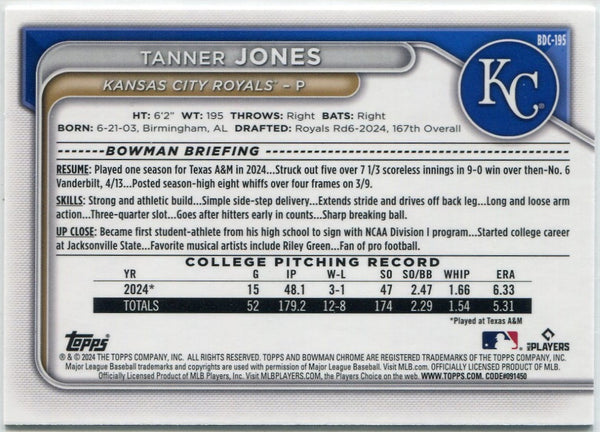 BDC-195
TANNER JONES
KANSAS CITY ROYALS™ – P
KC
HT: 6'2" WT: 195 THROWS: Right BATS: Right
BORN: 6-21-03, Birmingham, AL DRAFTED: Royals Rd6-2024, 167th Overall
BOWMAN BRIEFING
RESUME: Played one season for Texas A&M in 2024...Struck out five over 7 1/3 scoreless innings in 9-0 win over then-No. 6
Vanderbilt, 4/13...Posted season-high eight whiffs over four frames on 3/9.
SKILLS: Strong and athletic build...Simple side-step delivery...Extends stride and drives off back leg...Long and loose arm
action...Three-quarter slot...Goes after hitters early in counts...Sharp breaking ball.
UP CLOSE: Became first student-athlete from his high school to sign with NCAA Division I program...Started college career
at Jacksonville State...Favorite musical artists include Riley Green...Fan of pro football.
COLLEGE PITCHING RECORD
YR G IP W-L SO SO/BB WHIP ERA
2024* 15 48.1 3-1 47 2.47 1.66 6.33
TOTALS 52 179.2 12-8 174 2.29 1.54 5.31
*Played at Texas A&M
Topps
MLB PLAYERS
® & © 2024 THE TOPPS COMPANY, INC. ALL RIGHTS RESERVED. TOPPS AND BOWMAN CHROME ARE REGISTERED TRADEMARKS OF THE TOPPS COMPANY, INC.
Major League Baseball trademarks and copyrights are used with permission of Major League Baseball. Visit MLB.com. OFFICIALLY LICENSED PRODUCT OF MLB.
Officially Licensed Product of MLB Players, Inc. Visit MLBPLAYERS.com, the Players Choice on the web. WWW.TOPPS.COM. CODE#091450